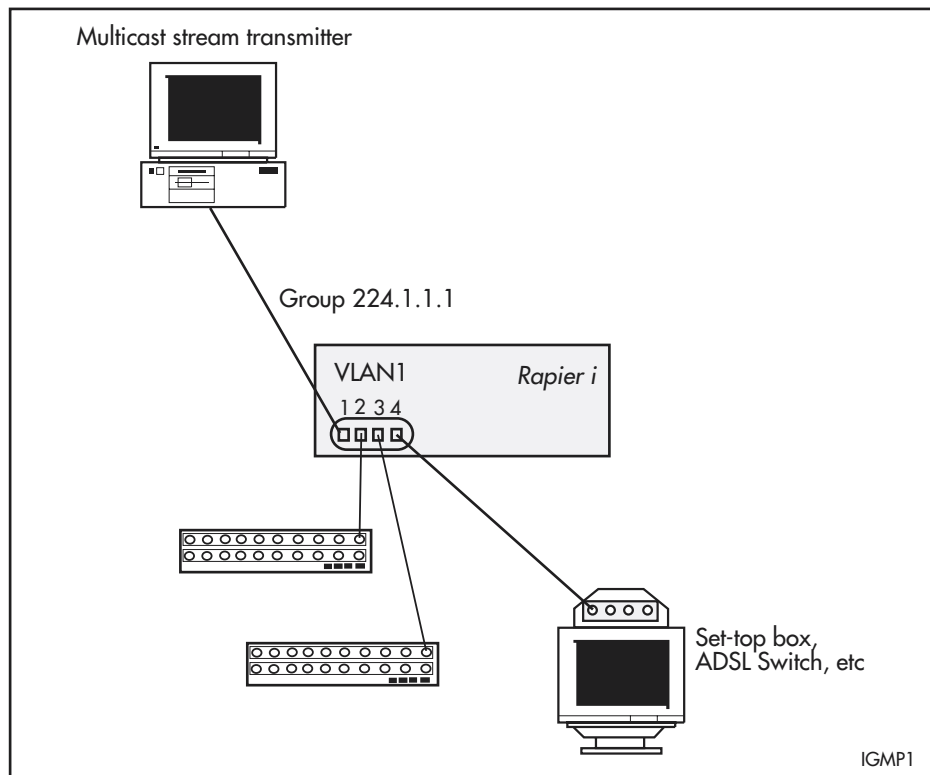 Multicast stream transmitter
Group 224.1.1.1
VLAN1
Rapier i
1 2 3 4
Set-top box,
ADSL Switch, etc
IGMP1